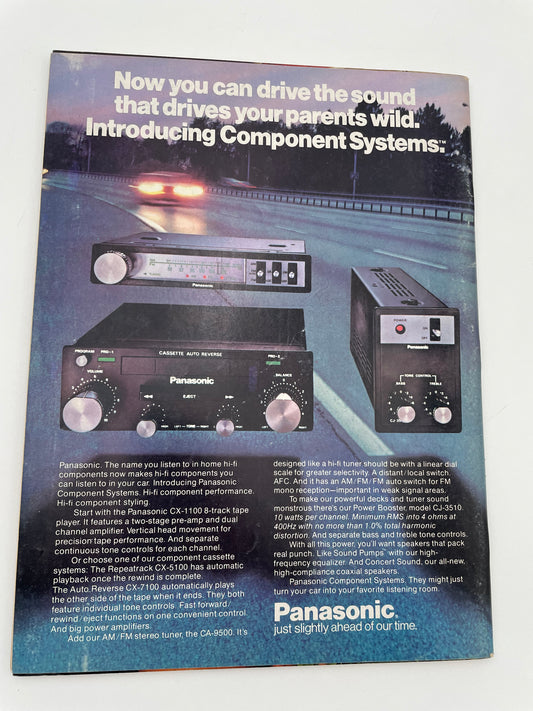 Now you can drive the sound
that drives your parents wild.
Introducing Component Systems.™
Panasonic
POWER
ON
OFF
Panasonic
TONE CONTROL
BASS
TREBLE
CASSETTE AUTO REVERSE
PROGRAM
PRO-1
PRO-2
VOLUME
BALANCE
Panasonic
EJECT
TONE
Panasonic. The name you listen to in home hi-fi
components now makes hi-fi components you
can listen to in your car. Introducing Panasonic
Component Systems. Hi-fi component performance.
Hi-fi component styling.
Start with the Panasonic CX-1100 8-track tape
player. It features a two-stage pre-amp and dual
channel amplifier. Vertical head movement for
precision tape performance. And separate
continuous tone controls for each channel.
Or choose one of our component cassette
systems: The Repeatrack CX-5100 has automatic
playback once the rewind is complete.
The Auto.Reverse CX-7100 automatically plays
the other side of the tape when it ends. They both
feature individual tone controls. Fast forward/
rewind/eject functions on one convenient control.
And big power amplifiers.
Add our AM/FM stereo tuner, the CA-9500. It's
designed like a hi-fi tuner should be with a linear dial
scale for greater selectivity. A distant/local switch.
AFC. And it has an AM/FM/FM auto switch for FM
mono reception—important in weak signal areas.
To make our powerful decks and tuner sound
monstrous there's our Power Booster, model CJ-3510.
10 watts per channel. Minimum RMS into 4 ohms at
400Hz with no more than 1.0% total harmonic
distortion. And separate bass and treble tone controls.
With all this power, you'll want speakers that pack
real punch. Like Sound Pumps™ with our high-
frequency equalizer. And Concert Sound, our all-new,
high-compliance coaxial speakers.
Panasonic Component Systems. They might just
turn your car into your favorite listening room.
Panasonic.
just slightly ahead of our time.